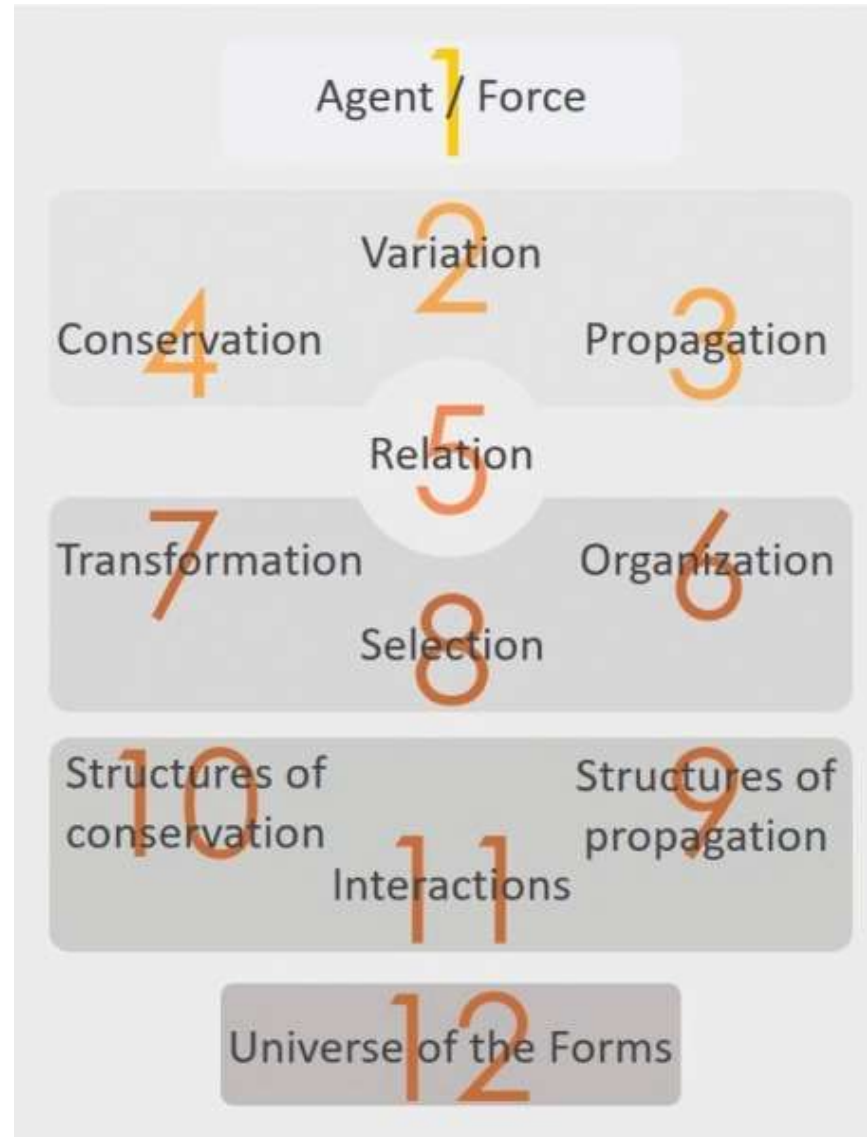 1
Agent / Force
2
Variation
4 3
Conservation Propagation
5
Relation
7 6
Transformation Organization
8
Selection
10 9
Structures of Structures of
conservation propagation
11
Interactions
12
Universe of the Forms